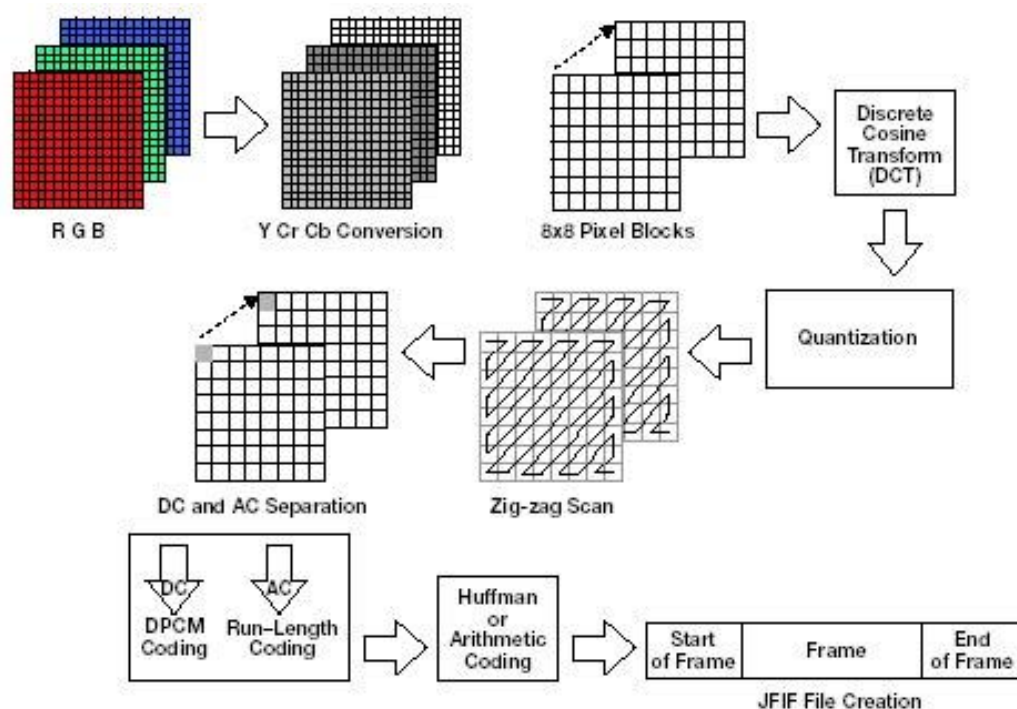 R G B
Y Cr Cb Conversion
8x8 Pixel Blocks
Discrete
Cosine
Transform
(DCT)
Quantization
Zig-zag Scan
DC and AC Separation
DC
DPCM
Coding
AC
Run-Length
Coding
Huffman
or
Arithmetic
Coding
Start
of Frame
Frame
End
of Frame
JFIF File Creation